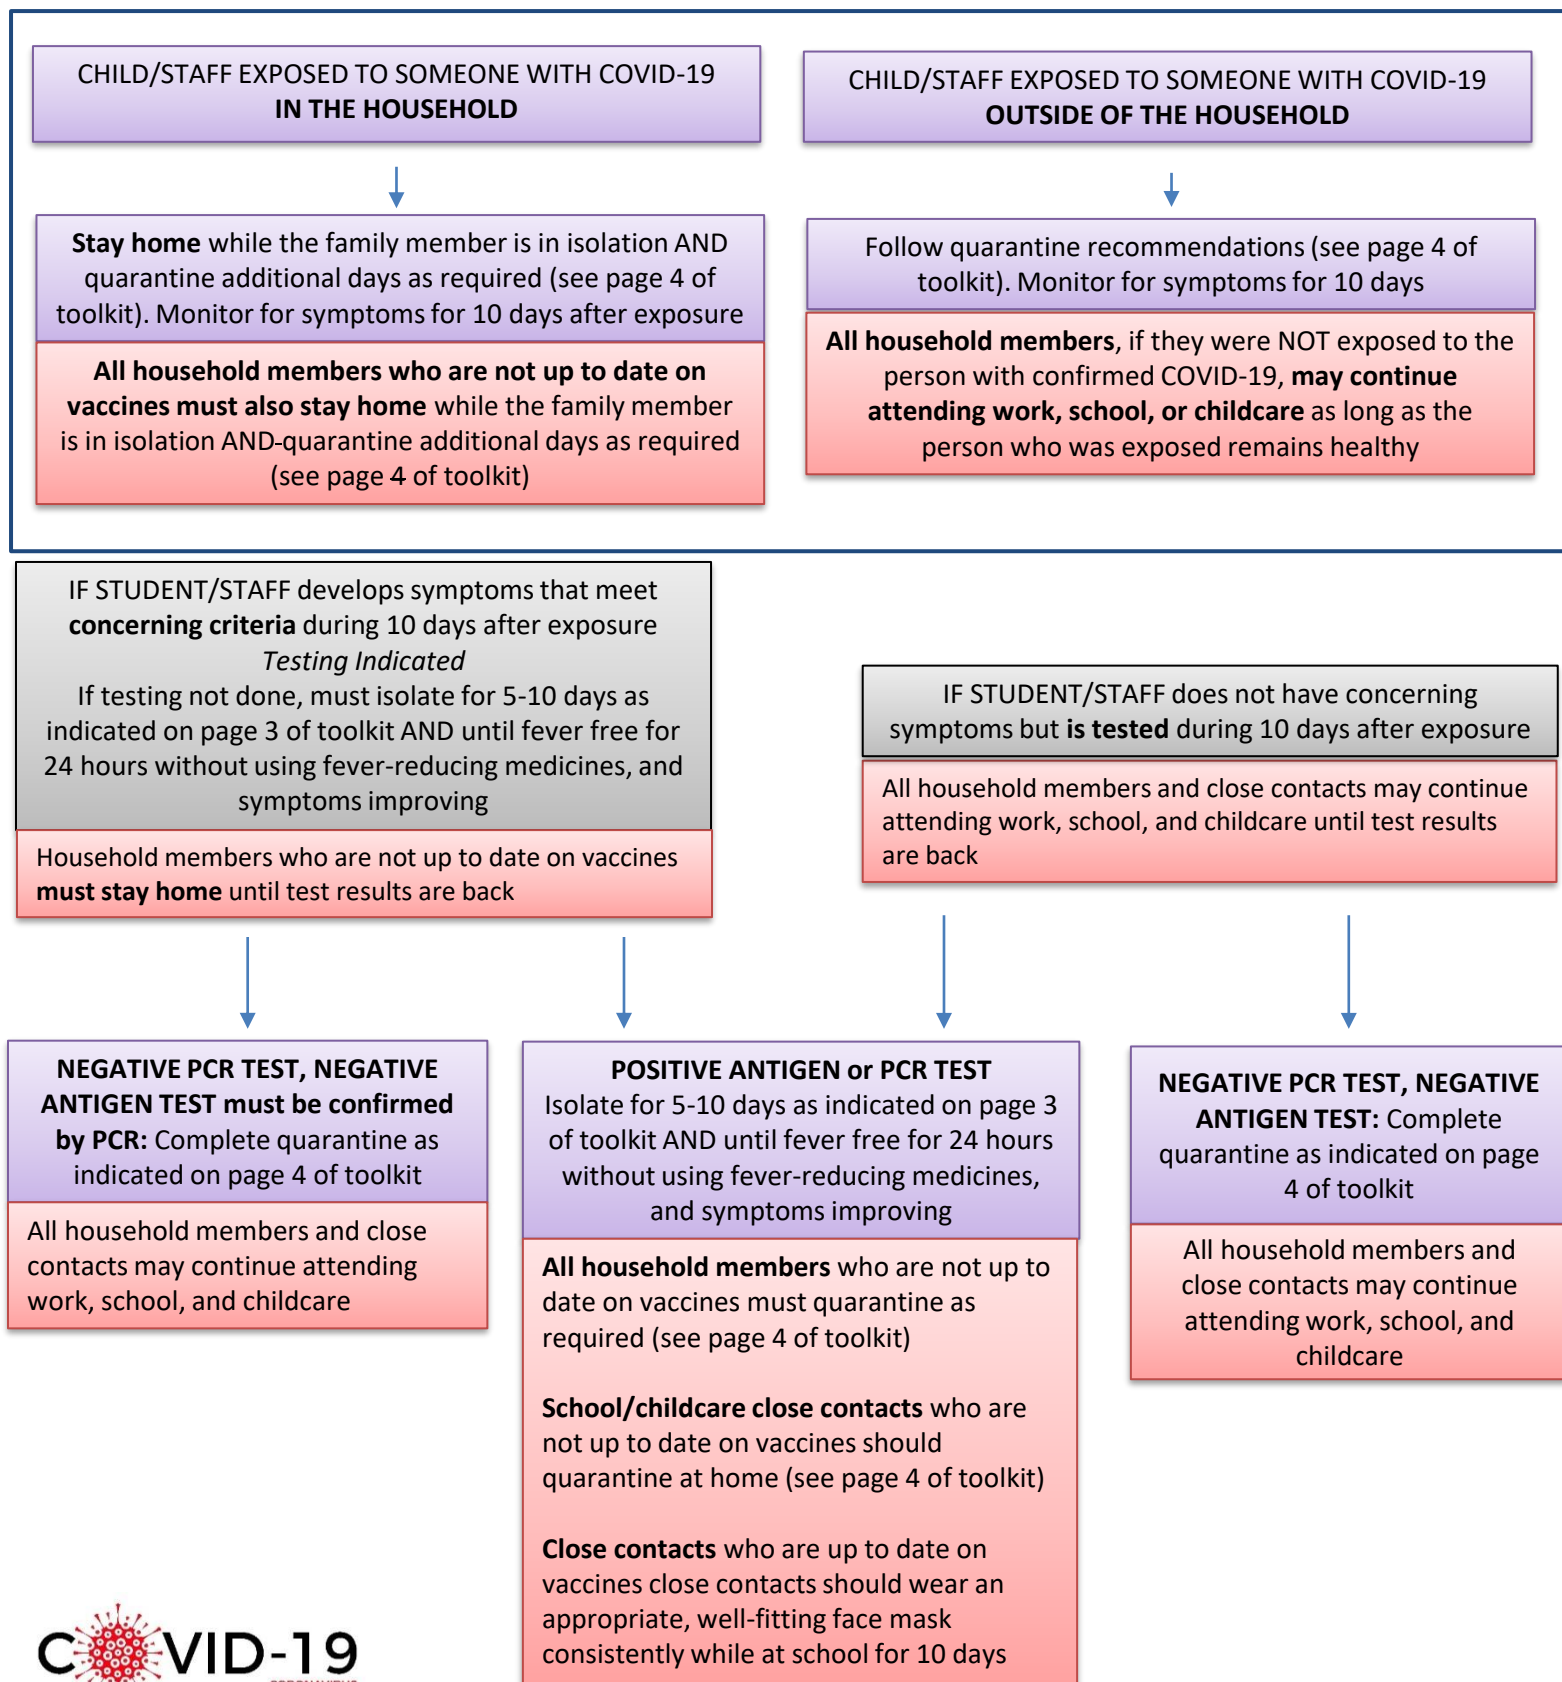 CHILD/STAFF EXPOSED TO SOMEONE WITH COVID-19
IN THE HOUSEHOLD
Stay home while the family member is in isolation AND
quarantine additional days as required (see page 4 of
toolkit). Monitor for symptoms for 10 days after exposure
All household members who are not up to date on
vaccines must also stay home while the family member
is in isolation AND-quarantine additional days as required
(see page 4 of toolkit)
CHILD/STAFF EXPOSED TO SOMEONE WITH COVID-19
OUTSIDE OF THE HOUSEHOLD
Follow quarantine recommendations (see page 4 of
toolkit). Monitor for symptoms for 10 days
All household members, if they were NOT exposed to the
person with confirmed COVID-19, may continue
attending work, school, or childcare as long as the
person who was exposed remains healthy
IF STUDENT/STAFF develops symptoms that meet
concerning criteria during 10 days after exposure
Testing Indicated
If testing not done, must isolate for 5-10 days as
indicated on page 3 of toolkit AND until fever free for
24 hours without using fever-reducing medicines, and
symptoms improving
Household members who are not up to date on vaccines
must stay home until test results are back
IF STUDENT/STAFF does not have concerning
symptoms but is tested during 10 days after exposure
All household members and close contacts may continue
attending work, school, and childcare until test results
are back
NEGATIVE PCR TEST, NEGATIVE
ANTIGEN TEST must be confirmed
by PCR: Complete quarantine as
indicated on page 4 of toolkit
All household members and close
contacts may continue attending
work, school, and childcare
POSITIVE ANTIGEN or PCR TEST
Isolate for 5-10 days as indicated on page 3
of toolkit AND until fever free for 24 hours
without using fever-reducing medicines,
and symptoms improving
All household members who are not up to
date on vaccines must quarantine as
required (see page 4 of toolkit)
School/childcare close contacts who are
not up to date on vaccines should
quarantine at home (see page 4 of toolkit)
Close contacts who are up to date on
vaccines close contacts should wear an
appropriate, well-fitting face mask
consistently while at school for 10 days
NEGATIVE PCR TEST, NEGATIVE
ANTIGEN TEST: Complete
quarantine as indicated on page
4 of toolkit
All household members and
close contacts may continue
attending work, school, and
childcare
COVID-19